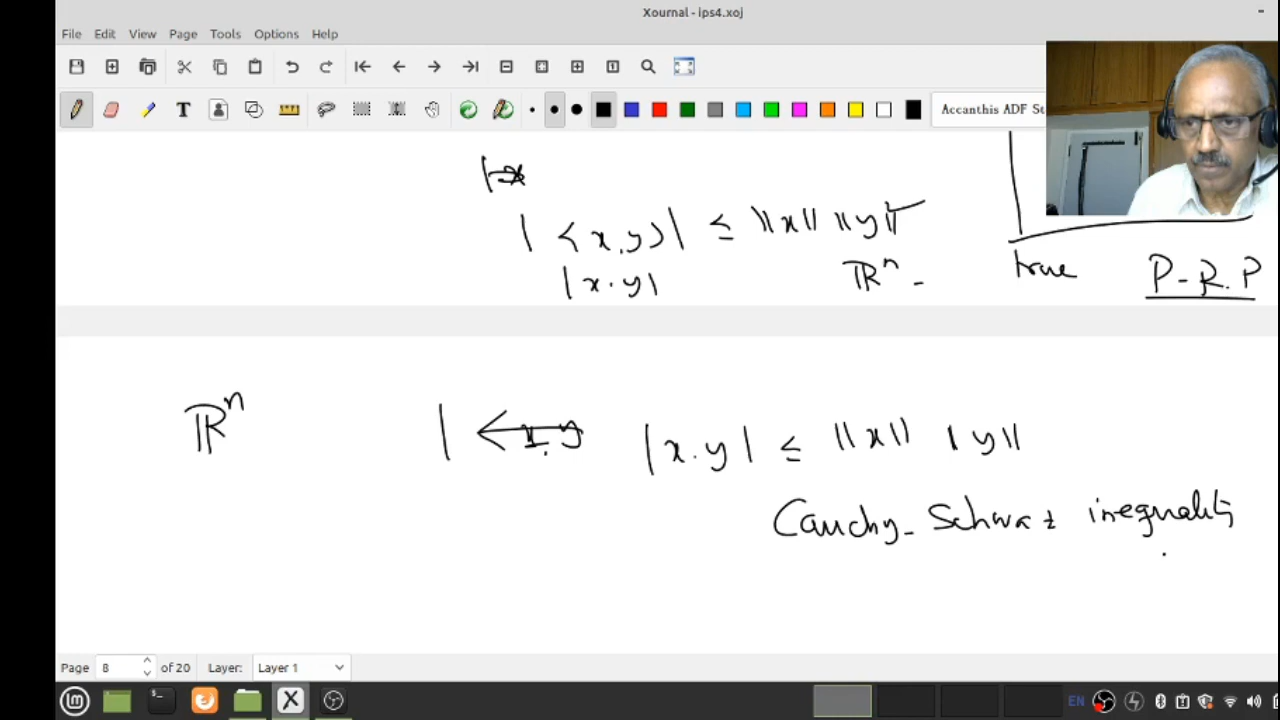 Xournal - ips4.xoj
File Edit View Page Tools Options Help
Accanthis ADF St
| <x,y>| ≤ ||x|| ||y||
|x.y| ℝⁿ
true P-R.P
ℝⁿ | < x.y |x.y| ≤ ||x|| |y||
Cauchy-Schwaz inequality
Page 8 of 20 Layer: Layer 1
EN